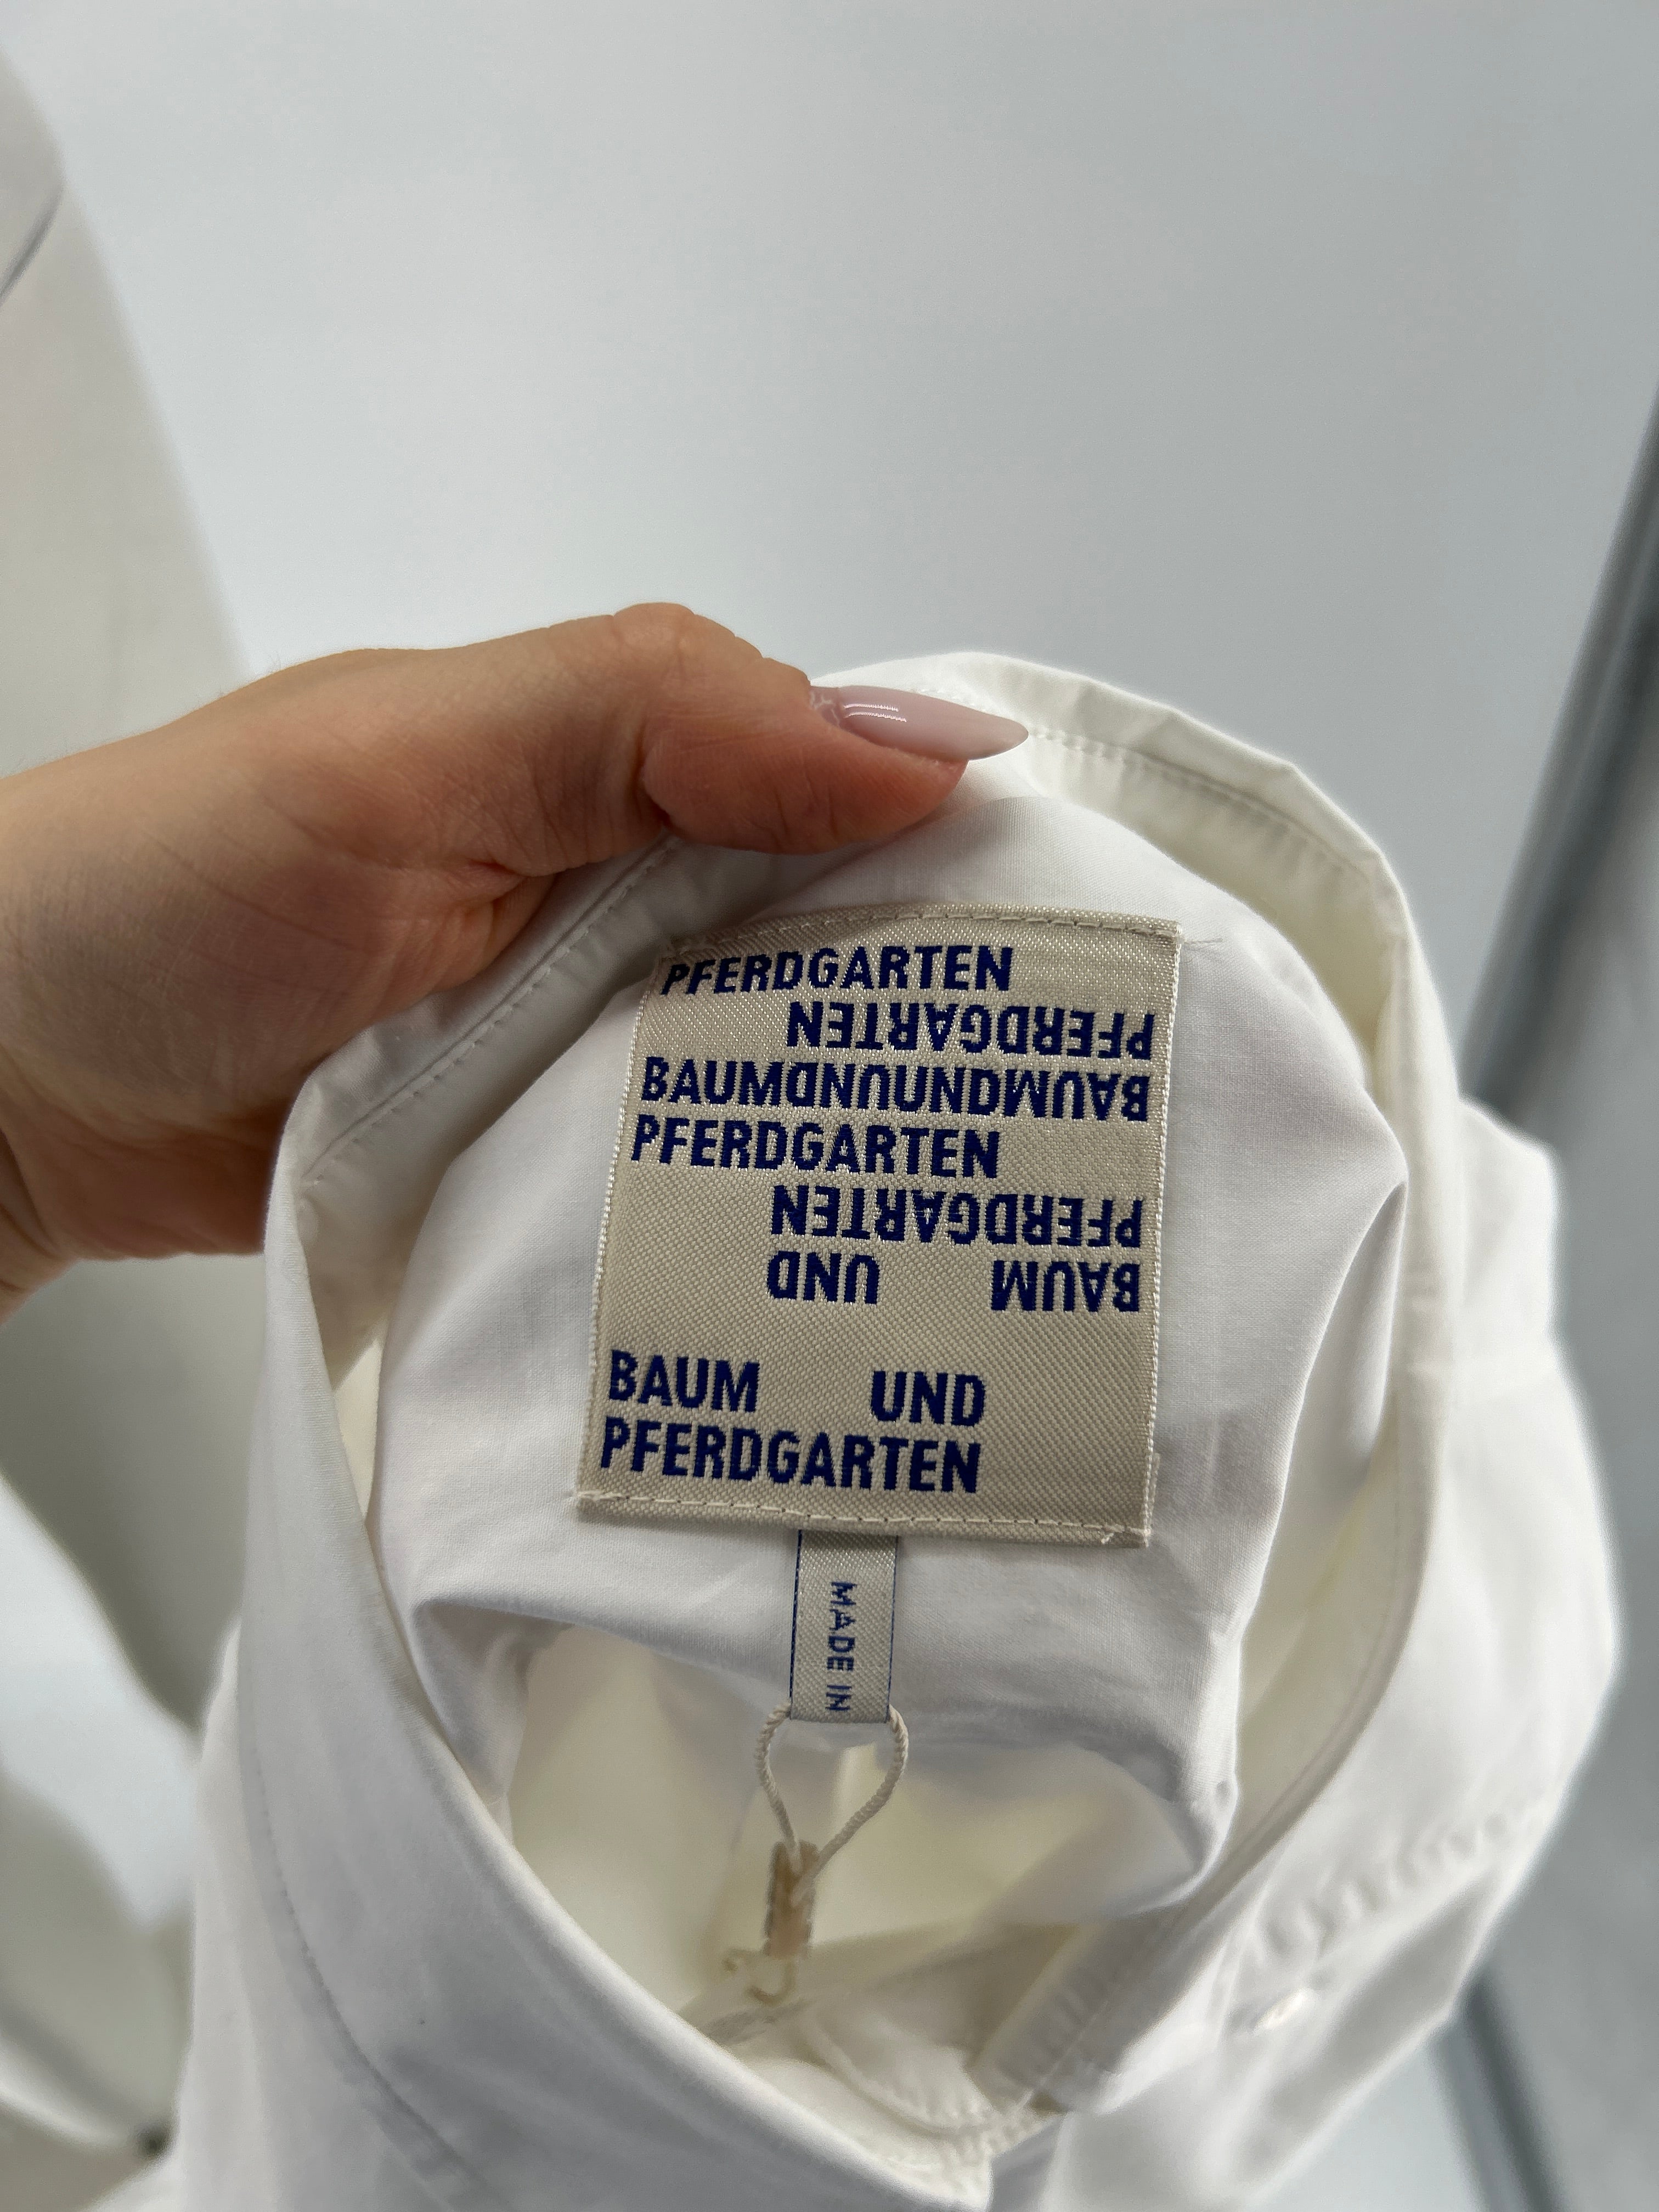 PFERDGARTEN
PFERDGARTEN
BAUMUNDUNDBAUM
PFERDGARTEN
PFERDGARTEN
BAUM UND
BAUM UND
PFERDGARTEN
MADE IN